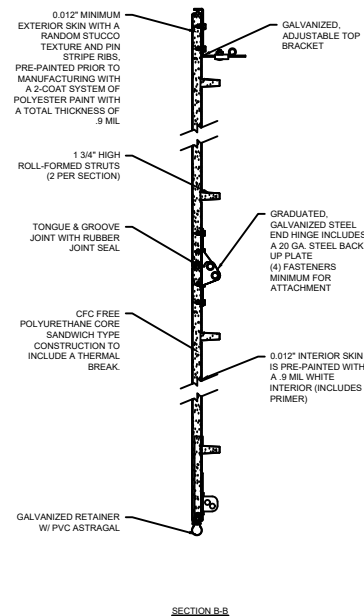 0.012" MINIMUM
EXTERIOR SKIN WITH A
RANDOM STUCCO
TEXTURE AND PIN
STRIPE RIBS,
PRE-PAINTED PRIOR TO
MANUFACTURING WITH
A 2-COAT SYSTEM OF
POLYESTER PAINT WITH
A TOTAL THICKNESS OF
.9 MIL
GALVANIZED,
ADJUSTABLE TOP
BRACKET
1 3/4" HIGH
ROLL-FORMED STRUTS
(2 PER SECTION)
TONGUE & GROOVE
JOINT WITH RUBBER
JOINT SEAL
GRADUATED,
GALVANIZED STEEL
END HINGE INCLUDES
A 20 GA. STEEL BACK
UP PLATE
(4) FASTENERS
MINIMUM FOR
ATTACHMENT
CFC FREE
POLYURETHANE CORE
SANDWICH TYPE
CONSTRUCTION TO
INCLUDE A THERMAL
BREAK.
0.012" INTERIOR SKIN
IS PRE-PAINTED WITH
A .9 MIL WHITE
INTERIOR (INCLUDES
PRIMER)
GALVANIZED RETAINER
W/ PVC ASTRAGAL
SECTION B-B